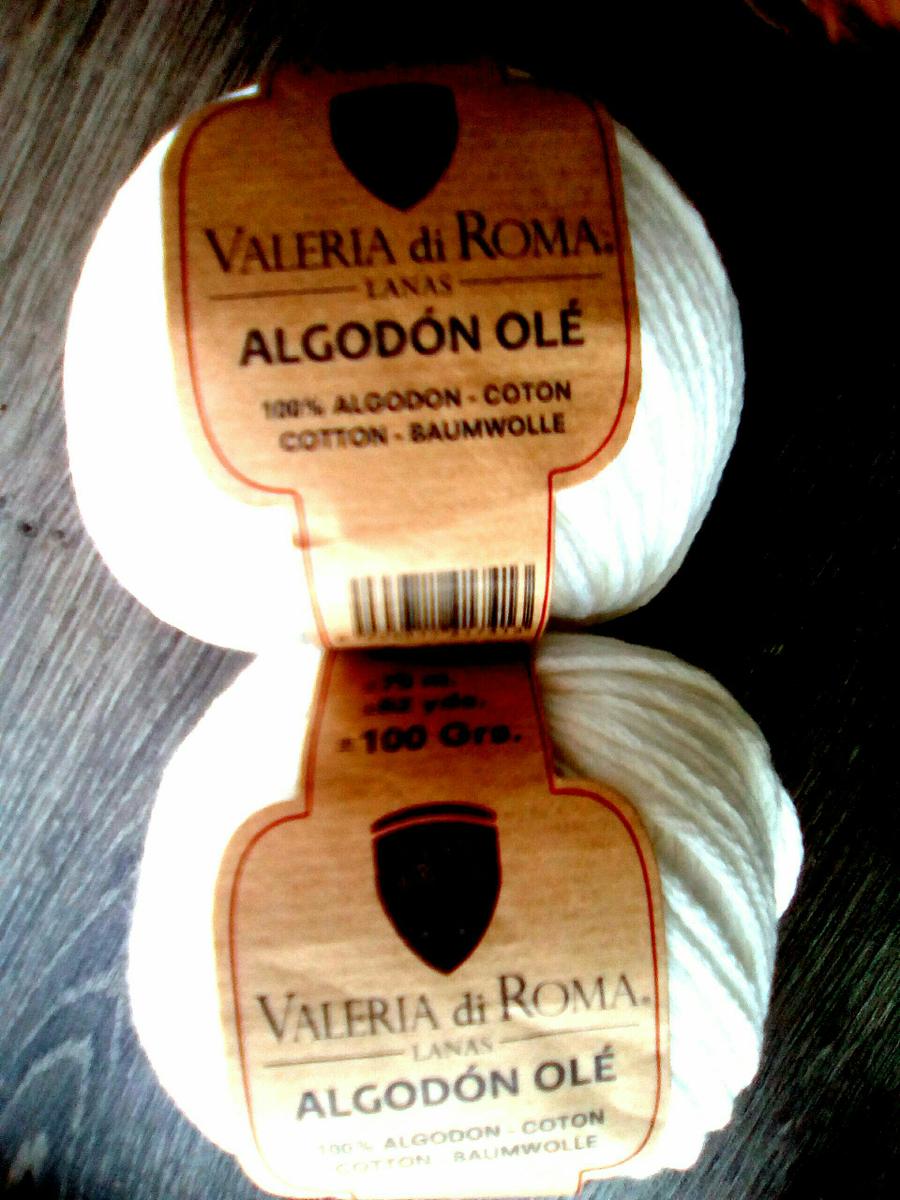 VALERIA di ROMA®
LANAS
ALGODÓN OLÉ
100% ALGODON - COTON
COTTON - BAUMWOLLE
±100 Grs.
VALERIA di ROMA®
LANAS
ALGODÓN OLÉ
100% ALGODON - COTON
COTTON - BAUMWOLLE